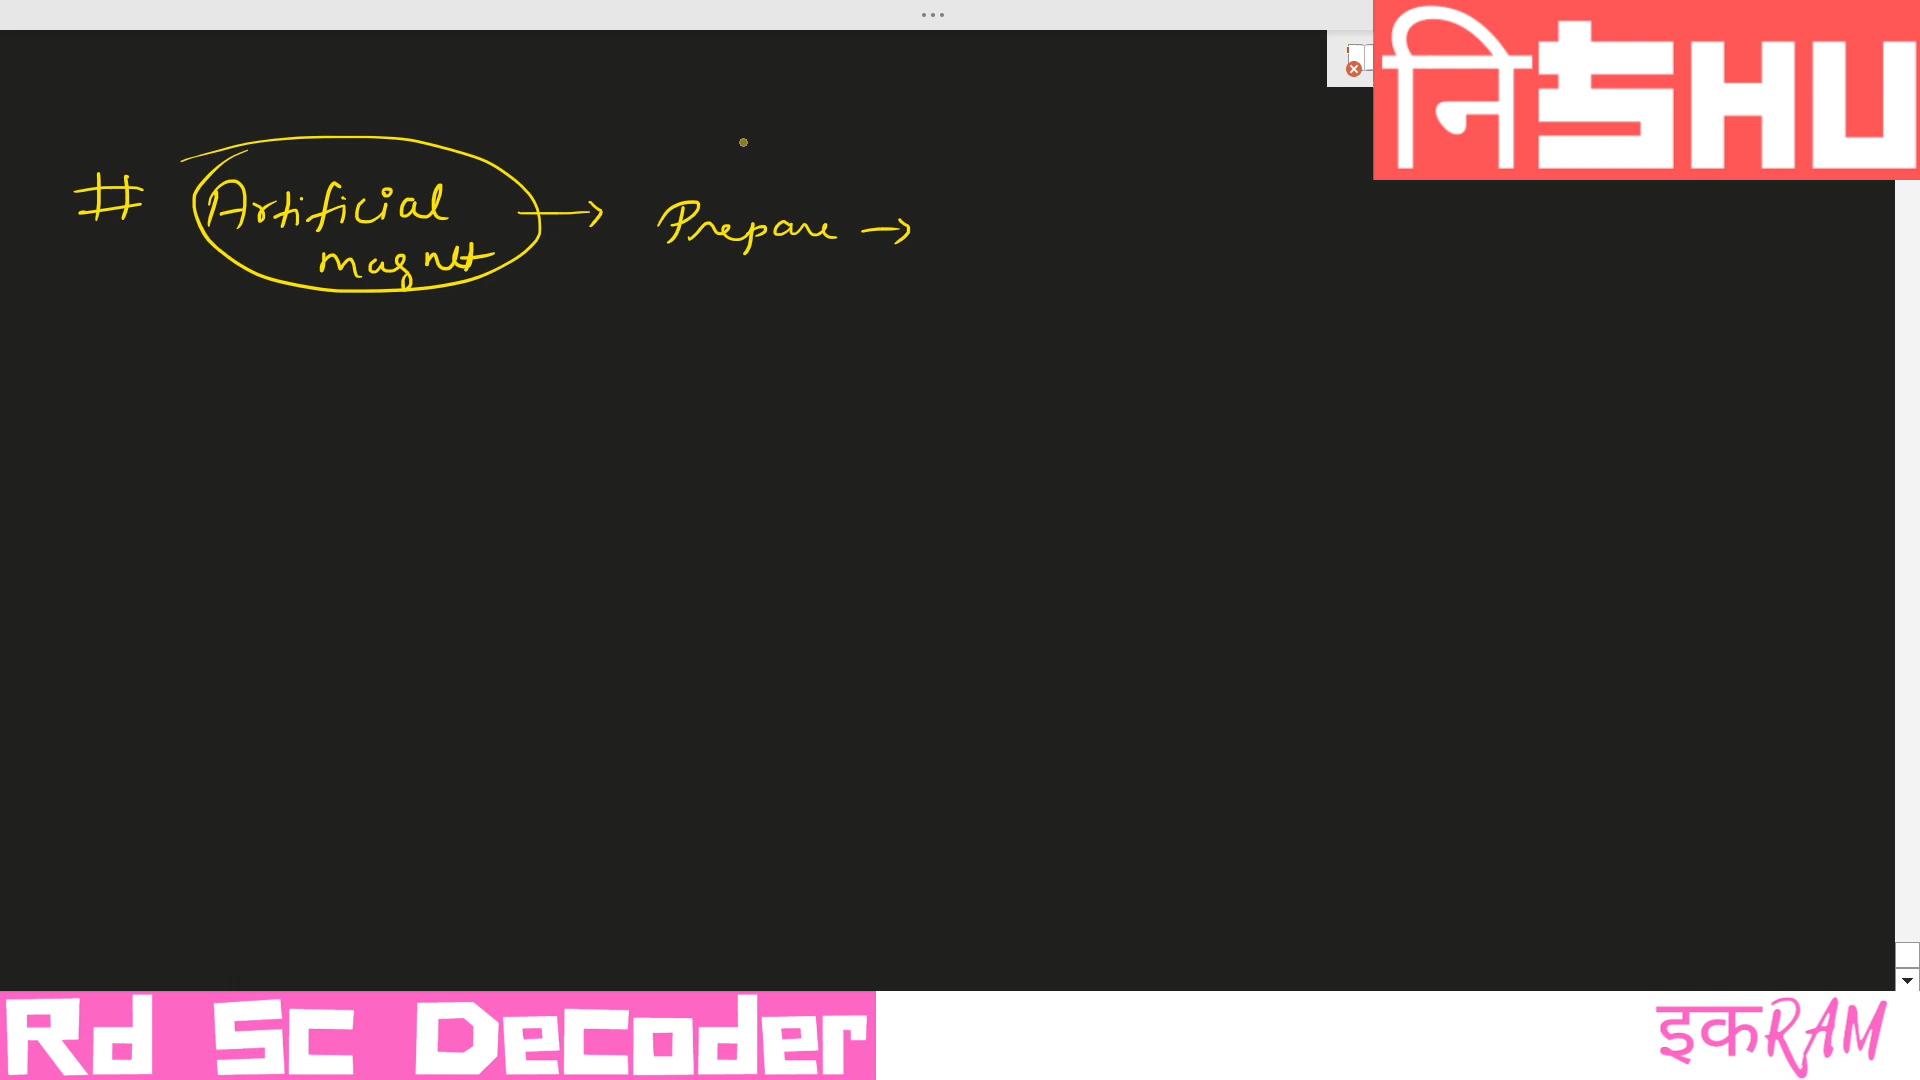 निSHU
# Artificial → Prepare →
magnet
Rd Sc DeCoder
इकRAM